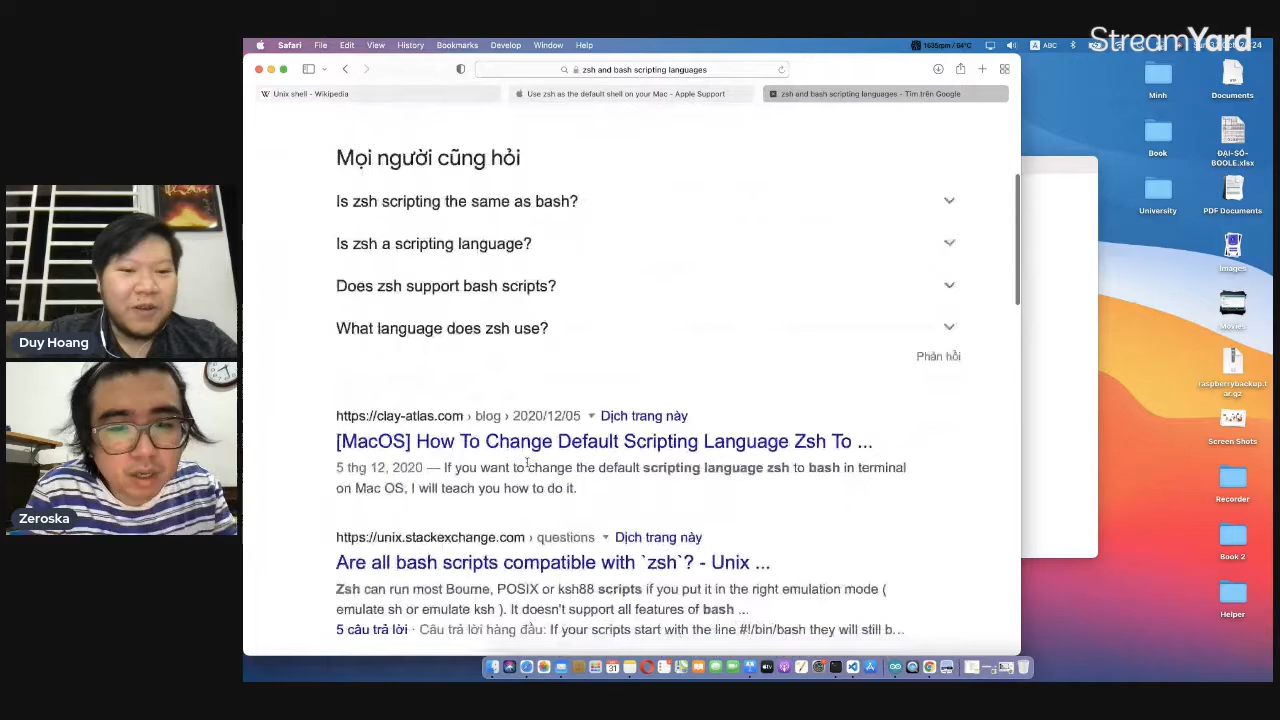 StreamYard
Safari File Edit View History Bookmarks Develop Window Help
ABC
zsh and bash scripting languages
Unix shell - Wikipedia
Use zsh as the default shell on your Mac - Apple Support
zsh and bash scripting languages - Tìm trên Google
Mọi người cũng hỏi
Is zsh scripting the same as bash?
Is zsh a scripting language?
Does zsh support bash scripts?
What language does zsh use?
Phản hồi
https://clay-atlas.com › blog › 2020/12/05 Dịch trang này
[MacOS] How To Change Default Scripting Language Zsh To ...
5 thg 12, 2020 — If you want to change the default scripting language zsh to bash in terminal
on Mac OS, I will teach you how to do it.
https://unix.stackexchange.com › questions Dịch trang này
Are all bash scripts compatible with `zsh`? - Unix ...
Zsh can run most Bourne, POSIX or ksh88 scripts if you put it in the right emulation mode (
emulate sh or emulate ksh ). It doesn't support all features of bash ...
5 câu trả lời · Câu trả lời hàng đầu: If your scripts start with the line #!/bin/bash they will still b...
Duy Hoang
Zeroska
Minh
Documents
Book
ĐẠI-SỐ-
BOOLE.xlsx
University
PDF Documents
Images
Movies
raspberrybackup.t
ar.gz
Screen Shots
Recorder
Book 2
Helper